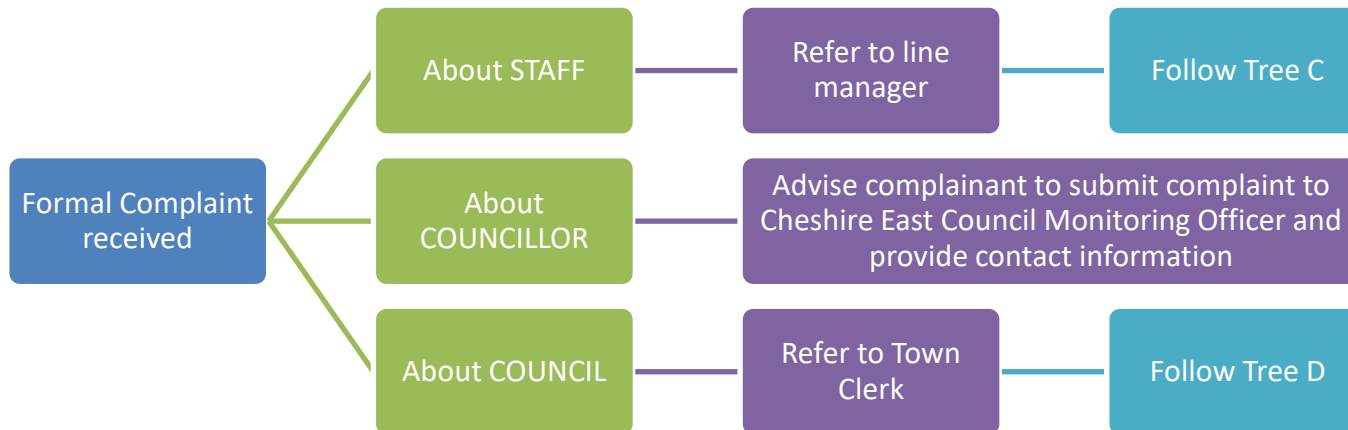 Formal Complaint
received
About STAFF
Refer to line
manager
Follow Tree C
About
COUNCILLOR
Advise complainant to submit complaint to
Cheshire East Council Monitoring Officer and
provide contact information
About COUNCIL
Refer to Town
Clerk
Follow Tree D